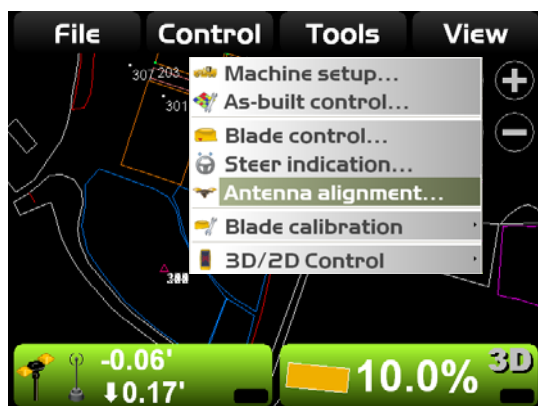 File Control Tools View
307 203
301
Machine setup...
As-built control...
Blade control...
Steer indication...
Antenna alignment...
Blade calibration
3D/2D Control
-0.06'
⬇0.17'
10.0%
3D